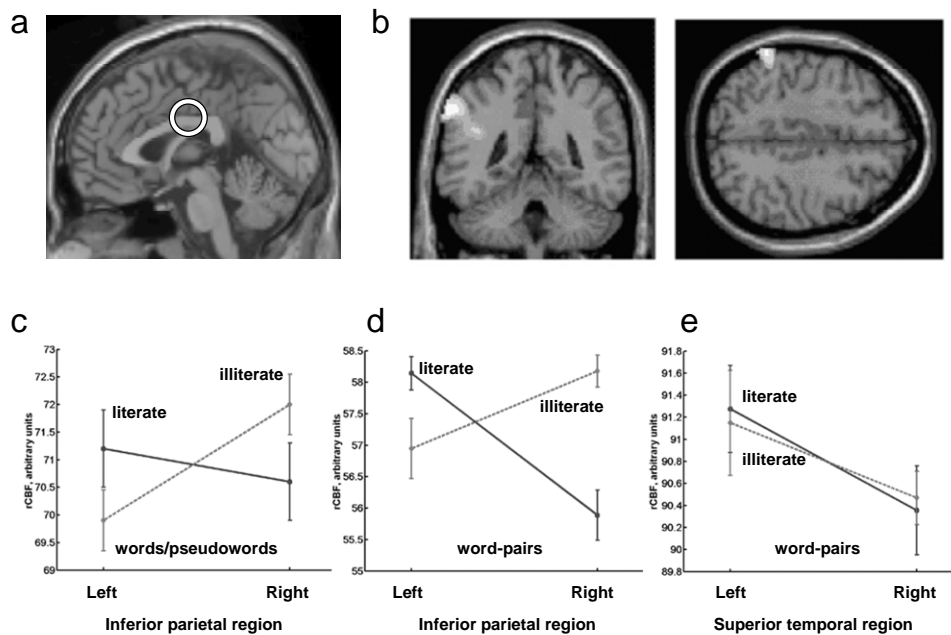 a
b
c
73
72.5
72
71.5
71
70.5
70
69.5
69
rCBF, arbitrary units
literate
illiterate
words/pseudowords
Left
Right
Inferior parietal region
d
58.5
58
57.5
57
56.5
56
55.5
55
rCBF, arbitrary units
literate
illiterate
word-pairs
Left
Right
Inferior parietal region
e
91.8
91.6
91.4
91.2
91
90.8
90.6
90.4
90.2
90
89.8
rCBF, arbitrary units
literate
illiterate
word-pairs
Left
Right
Superior temporal region